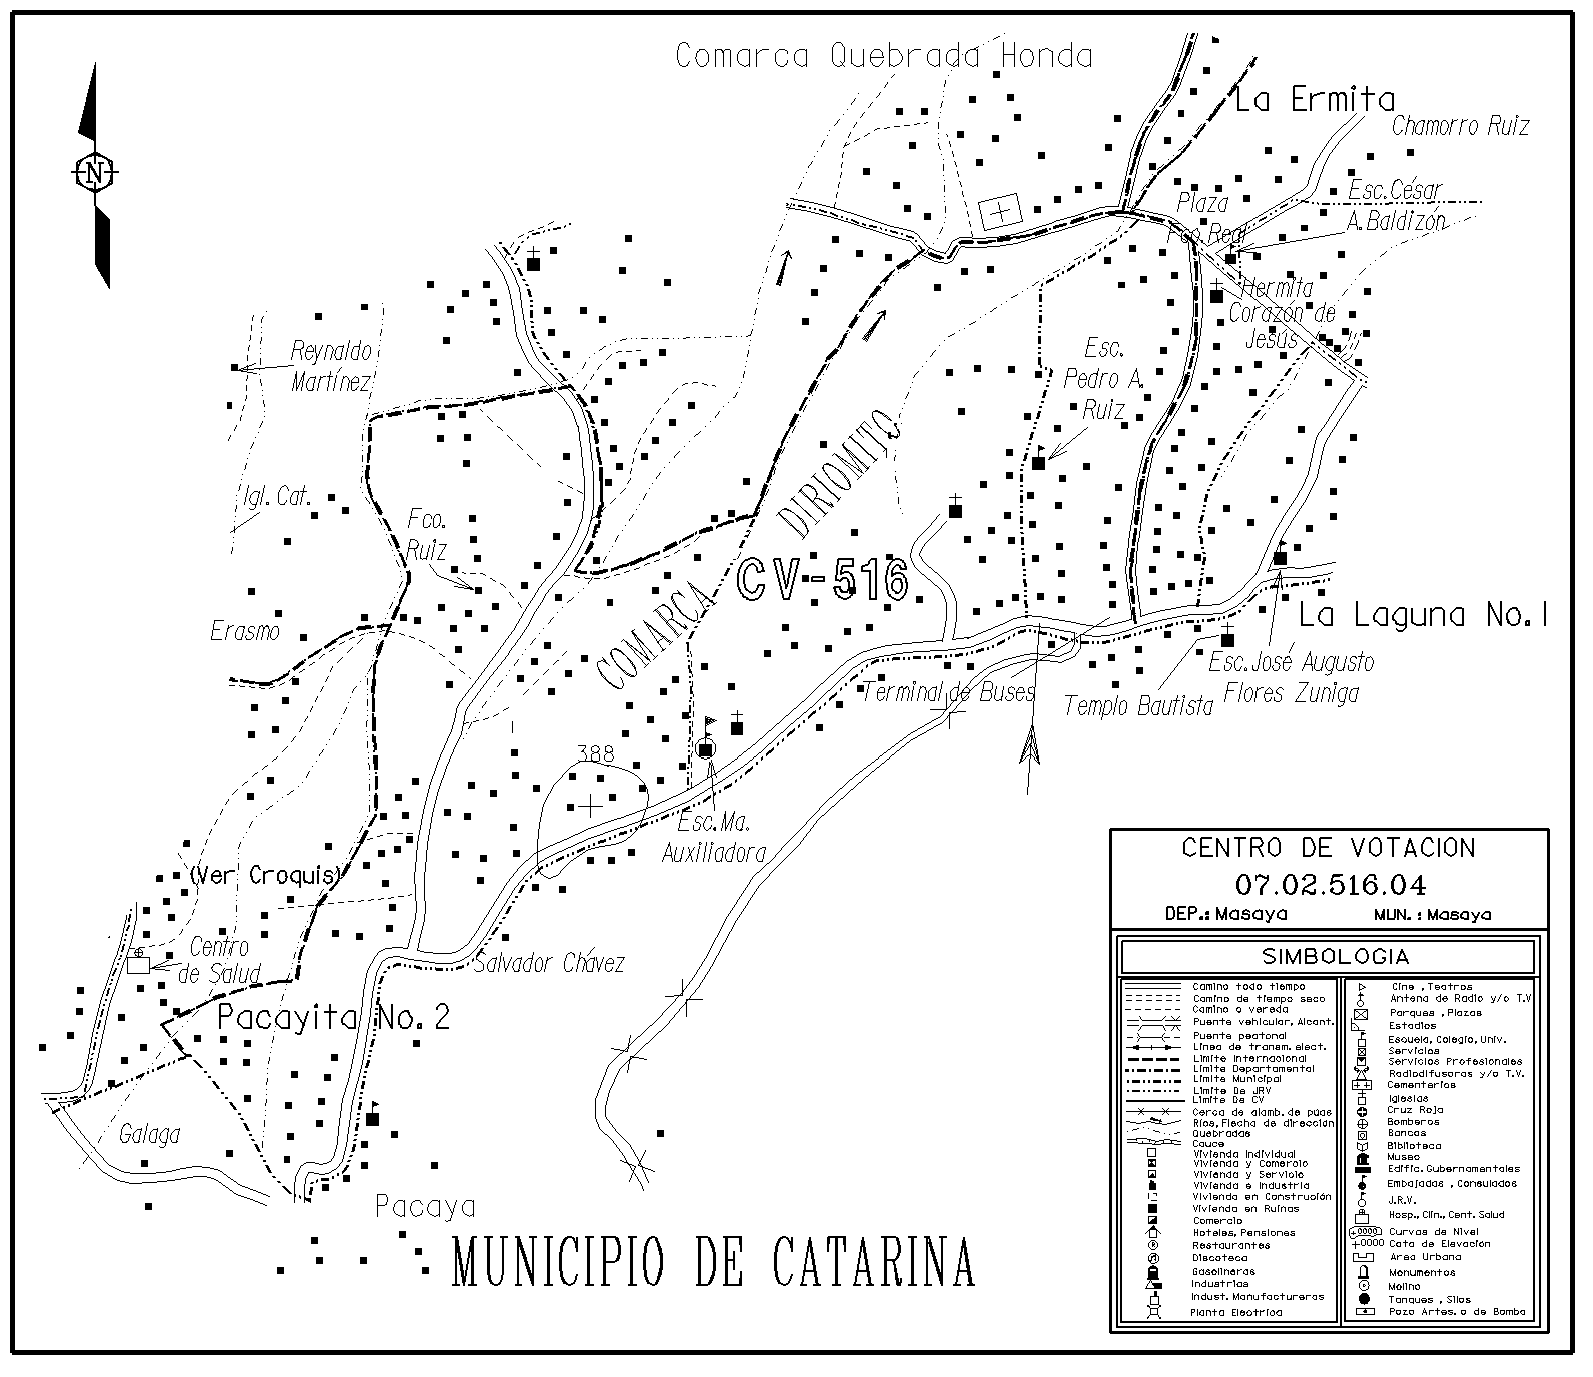 Comarca Quebrada Honda
La Ermita
Chamorro Ruiz
N
Plaza
Fco Real
Esc.César
A.Baldizón
Hermita
Corazón de
Jesús
Reynaldo
Martínez
Esc.
Pedro A.
Ruiz
Igl. Cat.
Fco.
Ruiz
COMARCA DIRIOMITO
CV-516
Erasmo
La Laguna No.1
Esc.José Augusto
Flores Zuniga
Terminal de Buses
Templo Bautista
388
Esc.Ma.
Auxiliadora
(Ver Croquis)
Centro
de Salud
Salvador Chávez
Pacayita No.2
Galaga
Pacaya
MUNICIPIO DE CATARINA
CENTRO DE VOTACION
07.02.516.04
DEP.: Masaya MUN.: Masaya
SIMBOLOGIA
Camino todo tiempo
Camino de tiempo seco
Camino o vereda
Puente vehicular, Alcant.
Puente peatonal
Línea de transm.elect.
Limite Internacional
Limite Departamental
Limite Municipal
Limite De JRV
Limite De CV
Cerca de alamb.de púas
Ríos, Flecha de dirección
Quebradas
Cauce
Vivienda Individual
Vivienda y Comercio
Vivienda y Servicio
Vivienda e Industria
Vivienda en Construción
Vivienda en Ruinas
Comercio
Hoteles, Pensiones
Restaurantes
Discoteca
Gasolineras
Industrias
Indust. Manufactureras
Planta Electrica
Cine , Teatros
Antena de Radio y/o T.V
Parques , Plazas
Estadios
Escuela, Colegio, Univ.
Servicios
Servicios Profesionales
Radiodifusoras y/o T.V.
Cementerios
Iglesias
Cruz Roja
Bomberos
Bancos
Biblioteca
Museo
Edific. Gubernamentales
Embajadas , Consulados
J.R.V.
Hosp., Clín., Cent. Salud
Curvas de Nivel
+0000 Cota de Elevación
Area Urbana
Monumentos
Molino
Tanques , Silos
Pozo Artes. o de Bomba